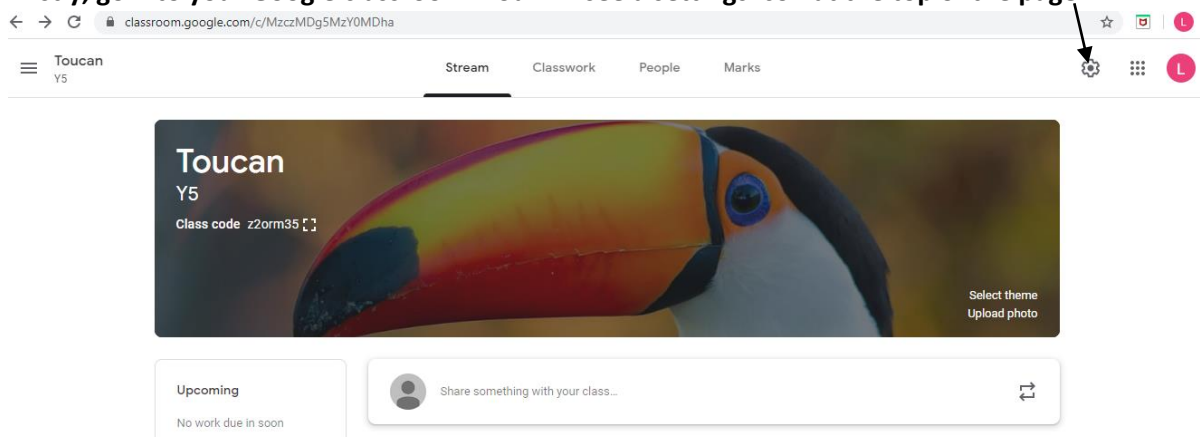 classroom.google.com/c/MzczMDg5MzY0MDha
L
Toucan
Y5
Stream Classwork People Marks
L
Toucan
Y5
Class code z2orm35
Select theme
Upload photo
Upcoming
No work due in soon
Share something with your class...